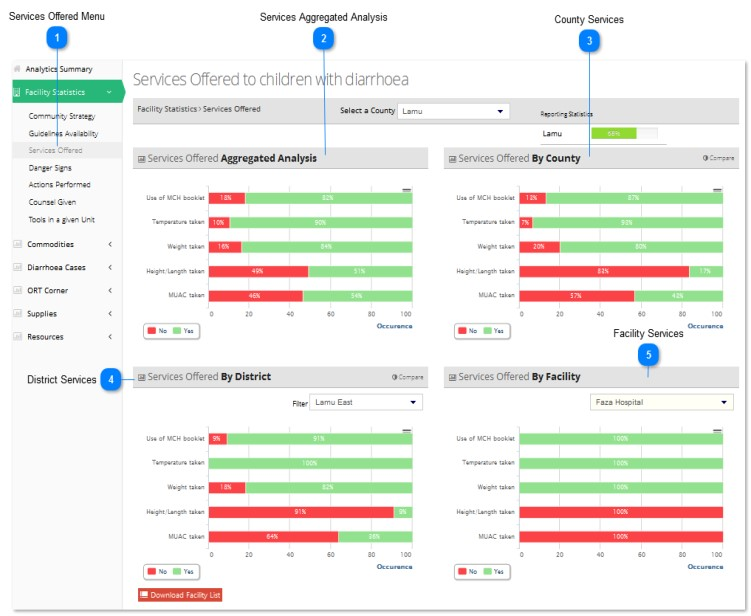 Services Offered Menu
Services Aggregated Analysis
County Services
1
2
3
Analytics Summary
Facility Statistics
Community Strategy
Guidelines Availability
Services Offered
Danger Signs
Actions Performed
Counsel Given
Tools in a given Unit
Commodities
Diarrhoea Cases
ORT Corner
Supplies
Resources
Services Offered to children with diarrhoea
Facility Statistics > Services Offered
Select a County Lamu
Reporting Statistics
Lamu
Services Offered Aggregated Analysis
Use of MCH booklet 18% 82%
Temperature taken 10% 90%
Weight taken 16% 84%
Height/Length taken 49% 51%
MUAC taken 46% 54%
0 20 40 60 80 100
Occurence
No Yes
Services Offered By County
Compare
Use of MCH booklet 13% 87%
Temperature taken 7% 93%
Weight taken 20% 80%
Height/Length taken 83% 17%
MUAC taken 57% 43%
0 20 40 60 80 100
Occurence
No Yes
Facility Services
5
District Services 4
Services Offered By District
Compare
Filter Lamu East
Use of MCH booklet 9% 91%
Temperature taken 100%
Weight taken 18% 82%
Height/Length taken 91% 9%
MUAC taken 64% 36%
0 20 40 60 80 100
Occurence
No Yes
Download Facility List
Services Offered By Facility
Faza Hospital
Use of MCH booklet 100%
Temperature taken 100%
Weight taken 100%
Height/Length taken 100%
MUAC taken 100%
0 20 40 60 80 100
Occurence
No Yes